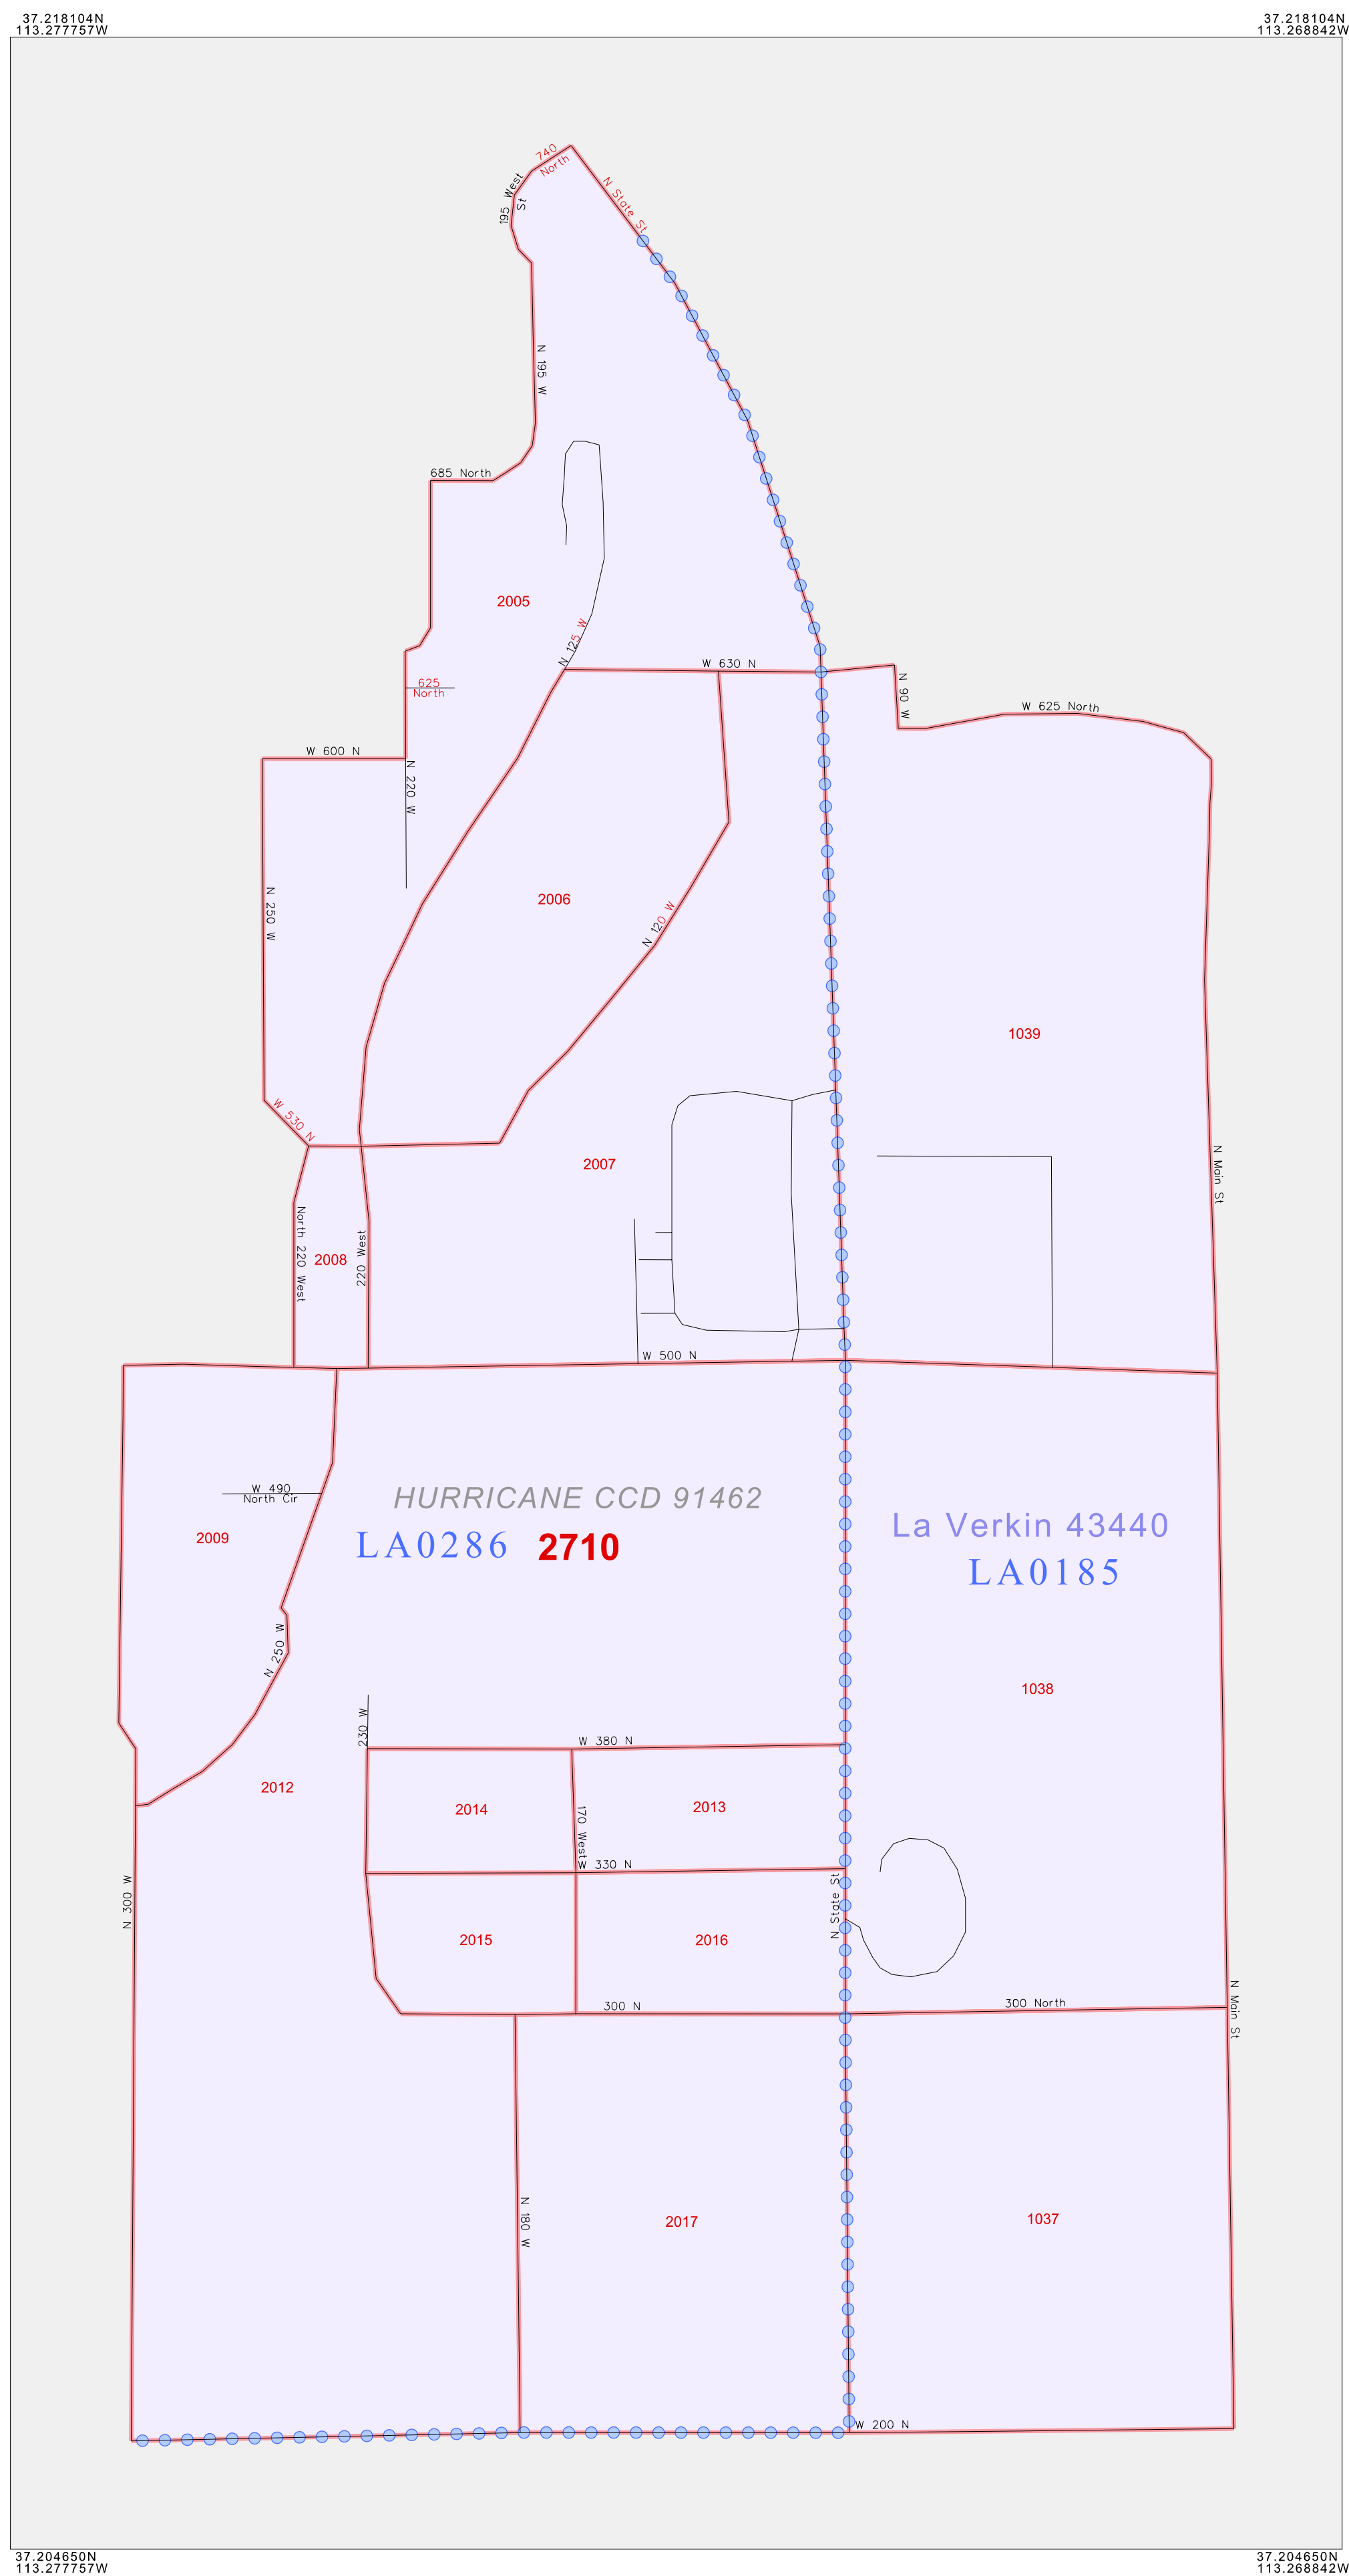 37.218104N
113.277757W
37.218104N
113.268842W
740
North
195 West
St
N State St
N 195 W
685 North
2005
N 125 W
W 630 N
625
North
N 90 W
W 625 North
W 600 N
N 220 W
N 250 W
2006
N 120 W
1039
W 530 N
2007
N Main St
North 220 West
2008
220 West
W 500 N
W 490
North Cir
HURRICANE CCD 91462
La Verkin 43440
2009
LA0286
2710
LA0185
N 250 W
1038
230 W
W 380 N
2012
2014
2013
170 West
W 330 N
N 300 W
N State St
2015
2016
300 N
300 North
N Main St
N 180 W
2017
1037
W 200 N
37.204650N
113.277757W
37.204650N
113.268842W